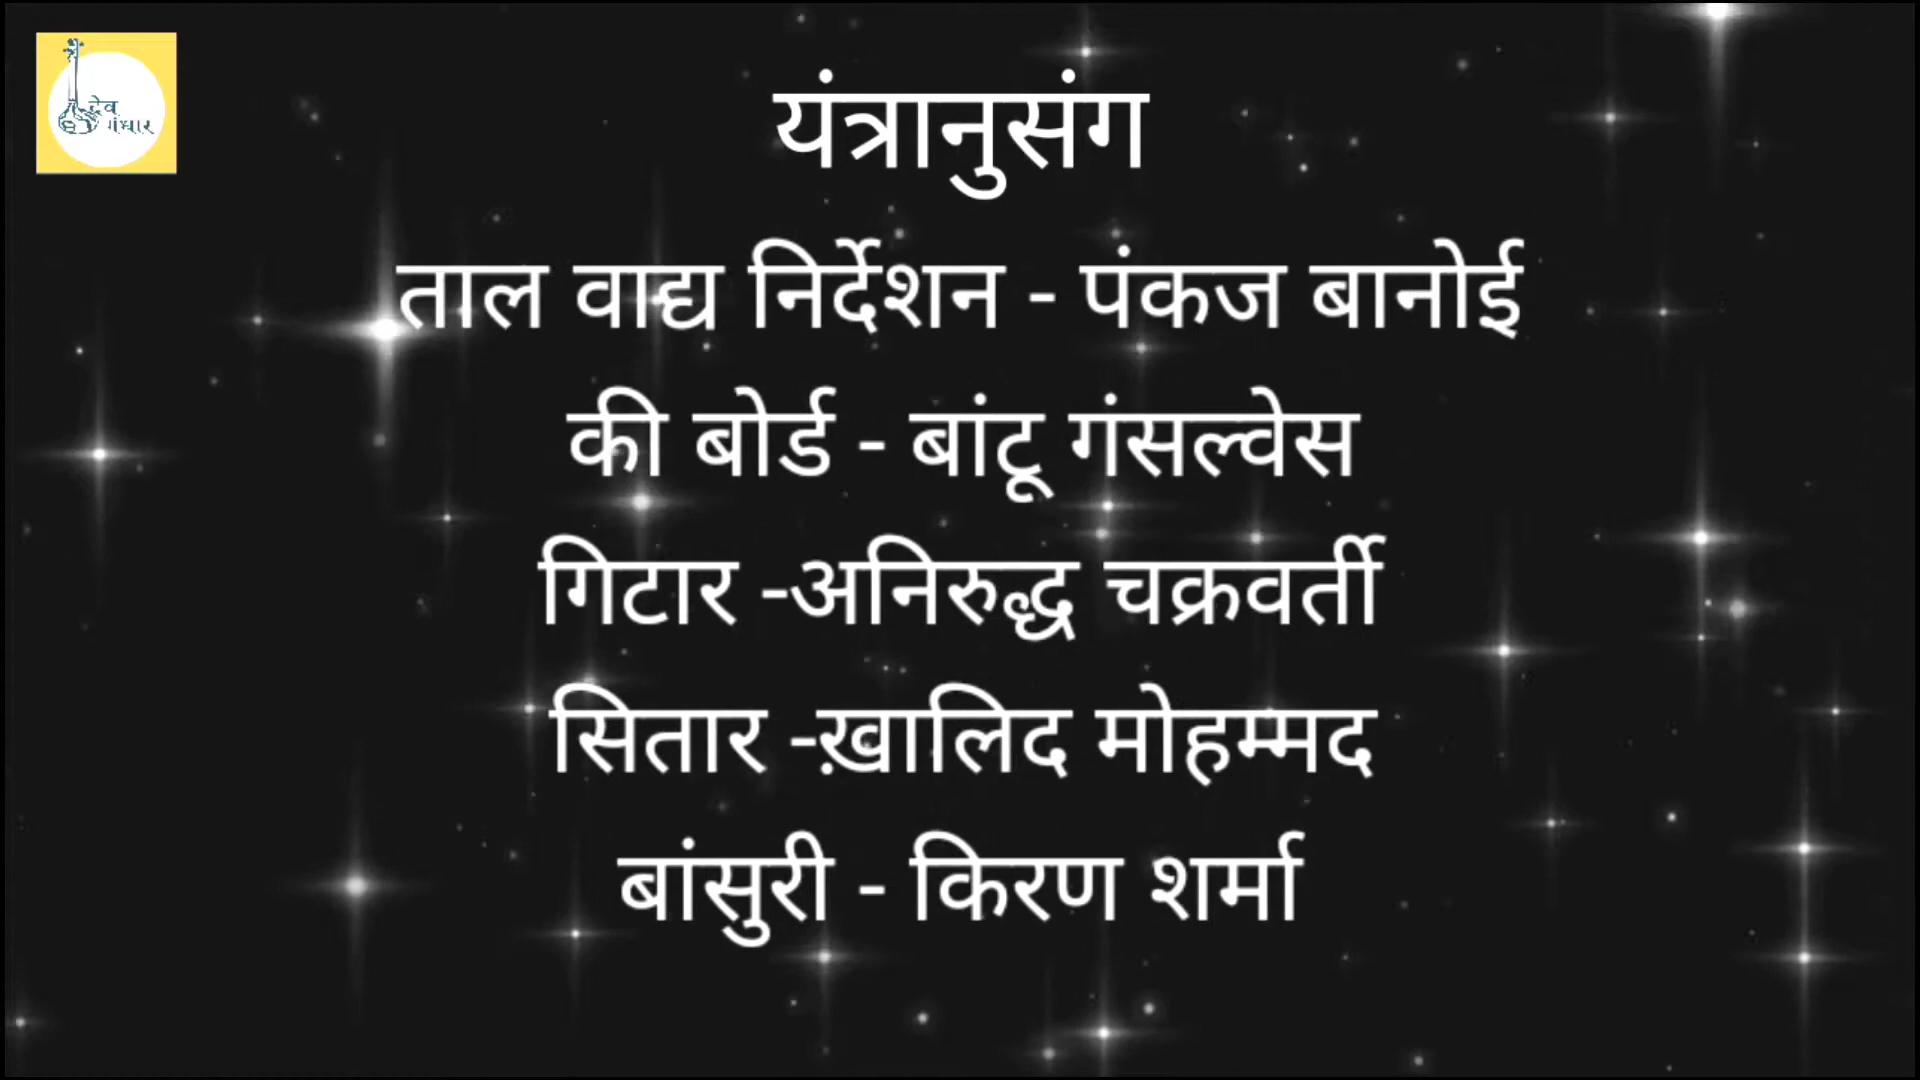 देव
गंधार
यंत्रानुसंग
ताल वाद्य निर्देशन - पंकज बानोई
की बोर्ड - बांटू गंसल्वेस
गिटार -अनिरुद्ध चक्रवर्ती
सितार -ख़ालिद मोहम्मद
बांसुरी - किरण शर्मा